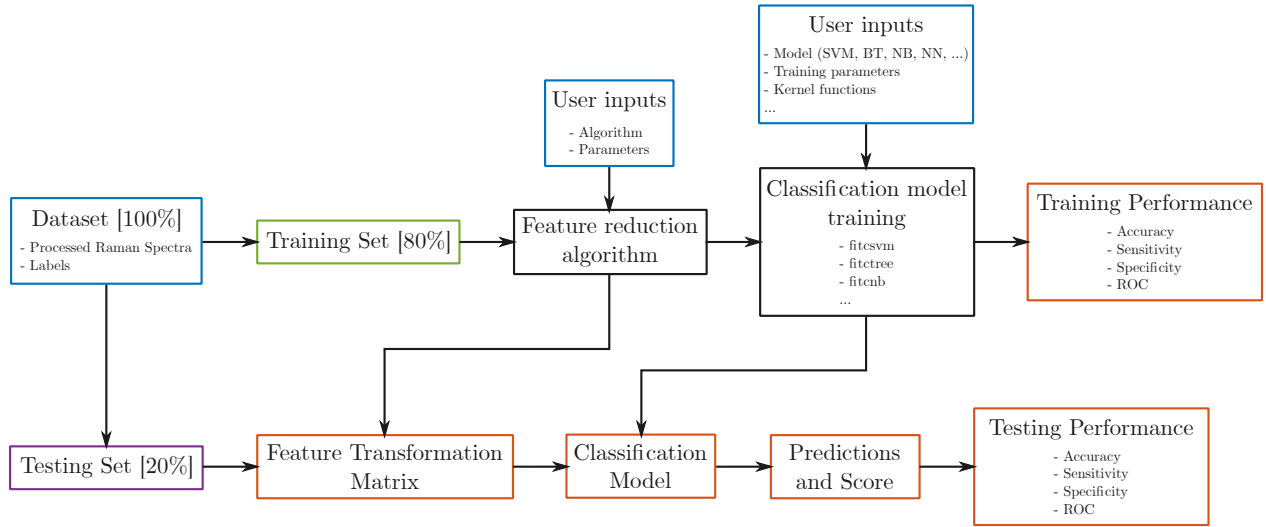 User inputs
- Model (SVM, BT, NB, NN, ...)
- Training parameters
- Kernel functions
...
User inputs
- Algorithm
- Parameters
Dataset [100%]
- Processed Raman Spectra
- Labels
Training Set [80%]
Feature reduction
algorithm
Classification model
training
- fitcsvm
- fitctree
- fitcnb
...
Training Performance
- Accuracy
- Sensitivity
- Specificity
- ROC
Testing Set [20%]
Feature Transformation
Matrix
Classification
Model
Predictions
and Score
Testing Performance
- Accuracy
- Sensitivity
- Specificity
- ROC